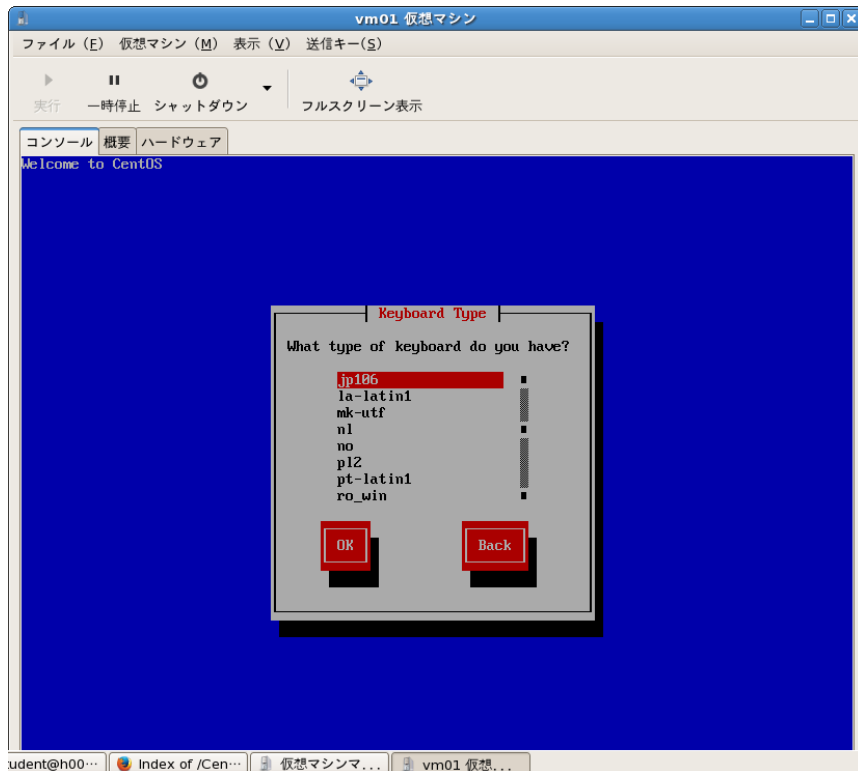 vm01 仮想マシン
ファイル (F) 仮想マシン (M) 表示 (V) 送信キー(S)
実行 一時停止 シャットダウン フルスクリーン表示
コンソール 概要 ハードウェア
Welcome to CentOS
Keyboard Type
What type of keyboard do you have?
jp106
la-latin1
mk-utf
nl
no
pl2
pt-latin1
ro_win
OK Back
tudent@h00… Index of /Cen… 仮想マシンマ... vm01 仮想...